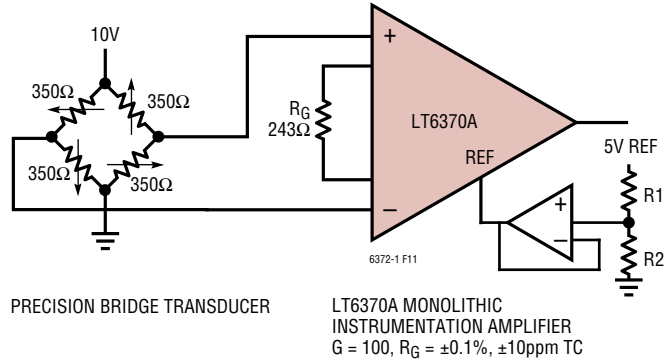 10V
350Ω
350Ω
350Ω
350Ω
RG
243Ω
+
LT6370A
REF
–
5V REF
R1
R2
+
–
6372-1 F11
PRECISION BRIDGE TRANSDUCER
LT6370A MONOLITHIC
INSTRUMENTATION AMPLIFIER
G = 100, RG = ±0.1%, ±10ppm TC